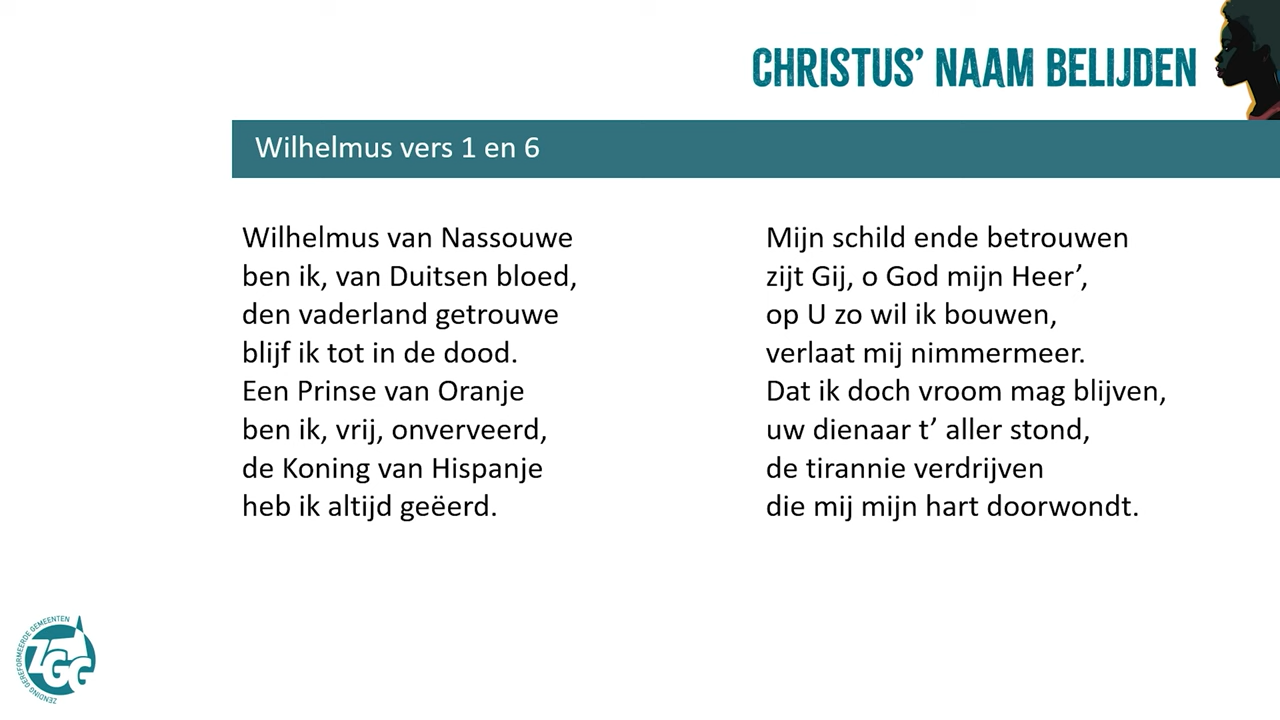 CHRISTUS’ NAAM BELIJDEN
Wilhelmus vers 1 en 6
Wilhelmus van Nassouwe
ben ik, van Duitsen bloed,
den vaderland getrouwe
blijf ik tot in de dood.
Een Prinse van Oranje
ben ik, vrij, onverveerd,
de Koning van Hispanje
heb ik altijd geëerd.
Mijn schild ende betrouwen
zijt Gij, o God mijn Heer’,
op U zo wil ik bouwen,
verlaat mij nimmermeer.
Dat ik doch vroom mag blijven,
uw dienaar t’ aller stond,
de tirannie verdrijven
die mij mijn hart doorwondt.
ZENDING GEREFORMEERDE GEMEENTEN
ZGG